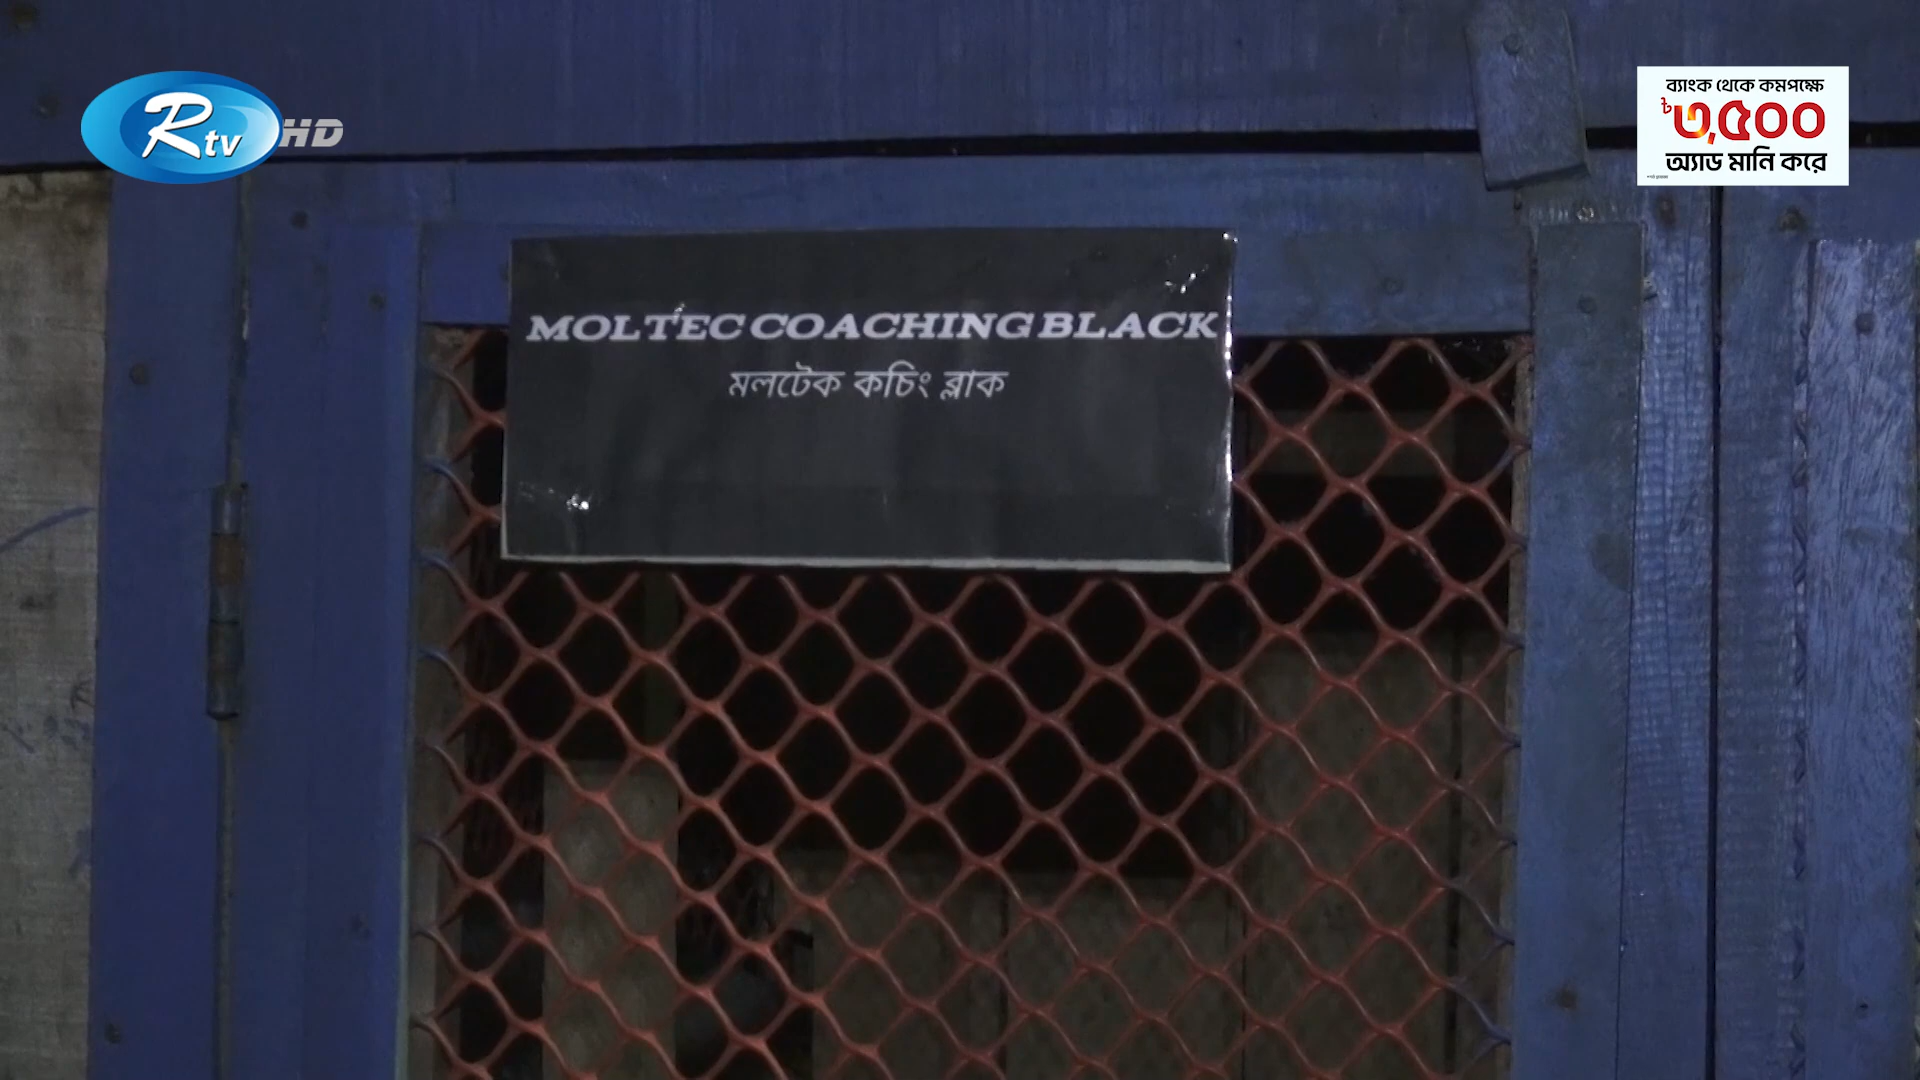 Rtv HD
ব্যাংক থেকে কমপক্ষে
৳৩,৫০০
অ্যাড মানি করে
MOLTEC COACHING BLACK
মলটেক কচিং ব্লাক